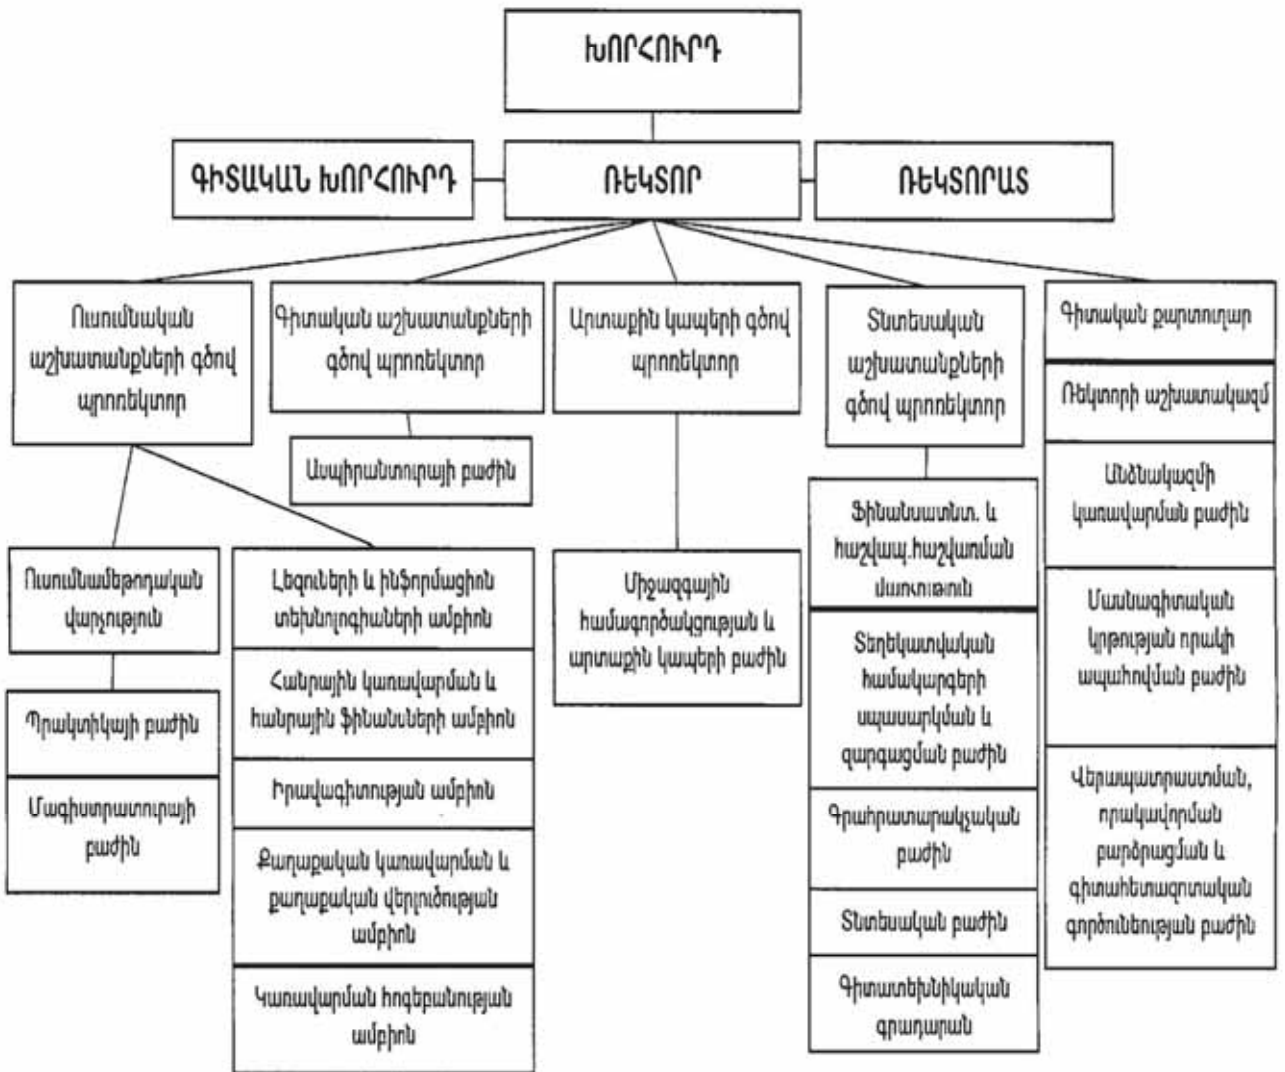 ԽՈՐՀՈՒՐԴ
ԳԻՏԱԿԱՆ ԽՈՐՀՈՒՐԴ
ՌԵԿՏՈՐ
ՌԵԿՏՈՐԱՏ
Ուսումնական
աշխատանքների գծով
պրոռեկտոր
Գիտական աշխատանքների
գծով պրոռեկտոր
Արտաքին կապերի գծով
պրոռեկտոր
Տնտեսական
աշխատանքների
գծով պրոռեկտոր
Գիտական քարտուղար
Ռեկտորի աշխատակազմ
Անձնակազմի
կառավարման բաժին
Մասնագիտական
կրթության որակի
ապահովման բաժին
Վերապատրաստման,
որակավորման
բարձրացման և
գիտահետազոտական
գործունեության բաժին
Ասպիրանտուրայի բաժին
Ուսումնամեթոդական
վարչություն
Պրակտիկայի բաժին
Մագիստրատուրայի
բաժին
Լեզուների և ինֆորմացիոն
տեխնոլոգիաների ամբիոն
Հանրային կառավարման և
հանրային ֆինանսների ամբիոն
Իրավագիտության ամբիոն
Քաղաքական կառավարման և
քաղաքական վերլուծության
ամբիոն
Կառավարման հոգեբանության
ամբիոն
Միջազգային
համագործակցության և
արտաքին կապերի բաժին
Ֆինանսատնտ. և
հաշվապ.հաշվառման
վարչություն
Տեղեկատվական
համակարգերի
սպասարկման և
զարգացման բաժին
Գրահրատարակչական
բաժին
Տնտեսական բաժին
Գիտատեխնիկական
գրադարան